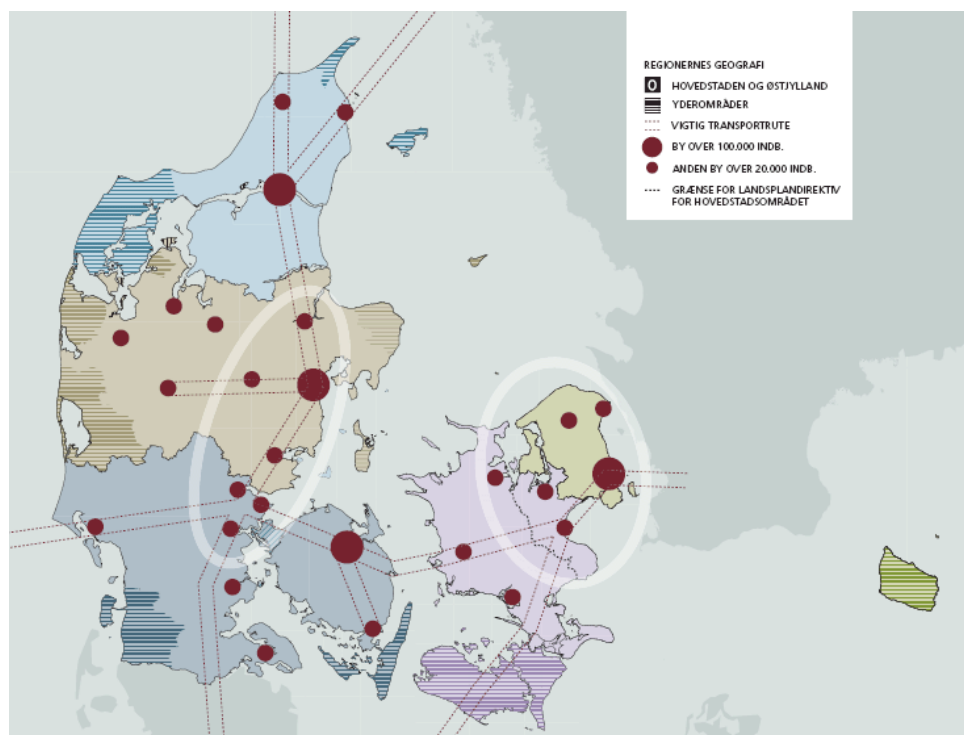 REGIONERNES GEOGRAFI
HOVEDSTADEN OG ØSTJYLLAND
YDEROMRÅDER
VIGTIG TRANSPORTRUTE
BY OVER 100.000 INDB.
ANDEN BY OVER 20.000 INDB.
GRÆNSE FOR LANDSPLANDIREKTIV
FOR HOVEDSTADSOMRÅDET